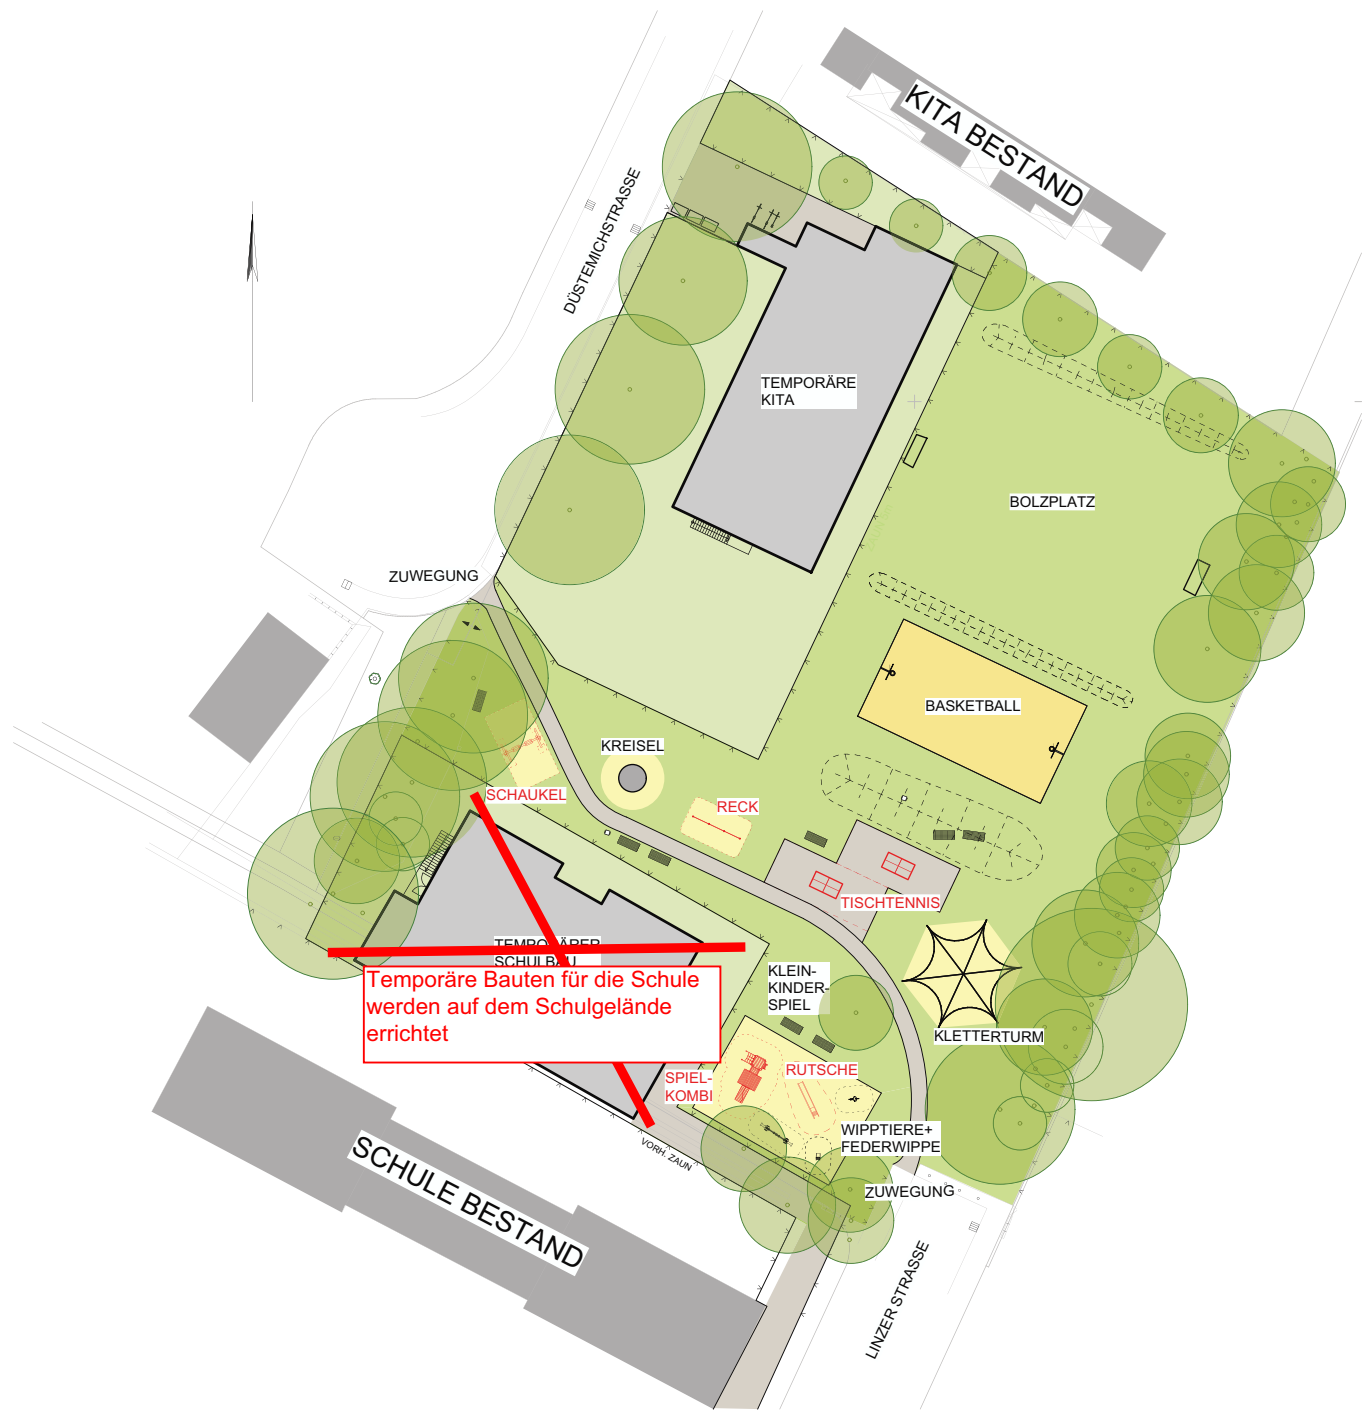 KITA BESTAND
DÜSTEMICHSTRASSE
TEMPORÄRE
KITA
BOLZPLATZ
ZUWEGUNG
BASKETBALL
KREISEL
SCHAUKEL
RECK
TISCHTENNIS
TEMPORÄRER
SCHULBAU
Temporäre Bauten für die Schule
werden auf dem Schulgelände
errichtet
KLEIN-
KINDER-
SPIEL
KLETTERTURM
RUTSCHE
SPIEL-
KOMBI
WIPPTIERE+
FEDERWIPPE
VORH. ZAUN
ZUWEGUNG
SCHULE BESTAND
LINZER STRASSE